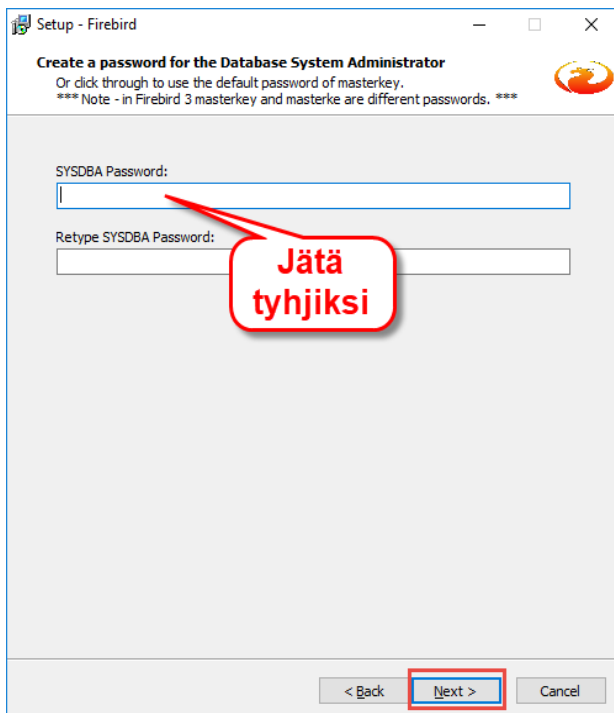 Setup - Firebird
Create a password for the Database System Administrator
Or click through to use the default password of masterkey.
*** Note - in Firebird 3 masterkey and masterke are different passwords. ***
SYSDBA Password:
Retype SYSDBA Password:
Jätä
tyhjiksi
< Back
Next >
Cancel